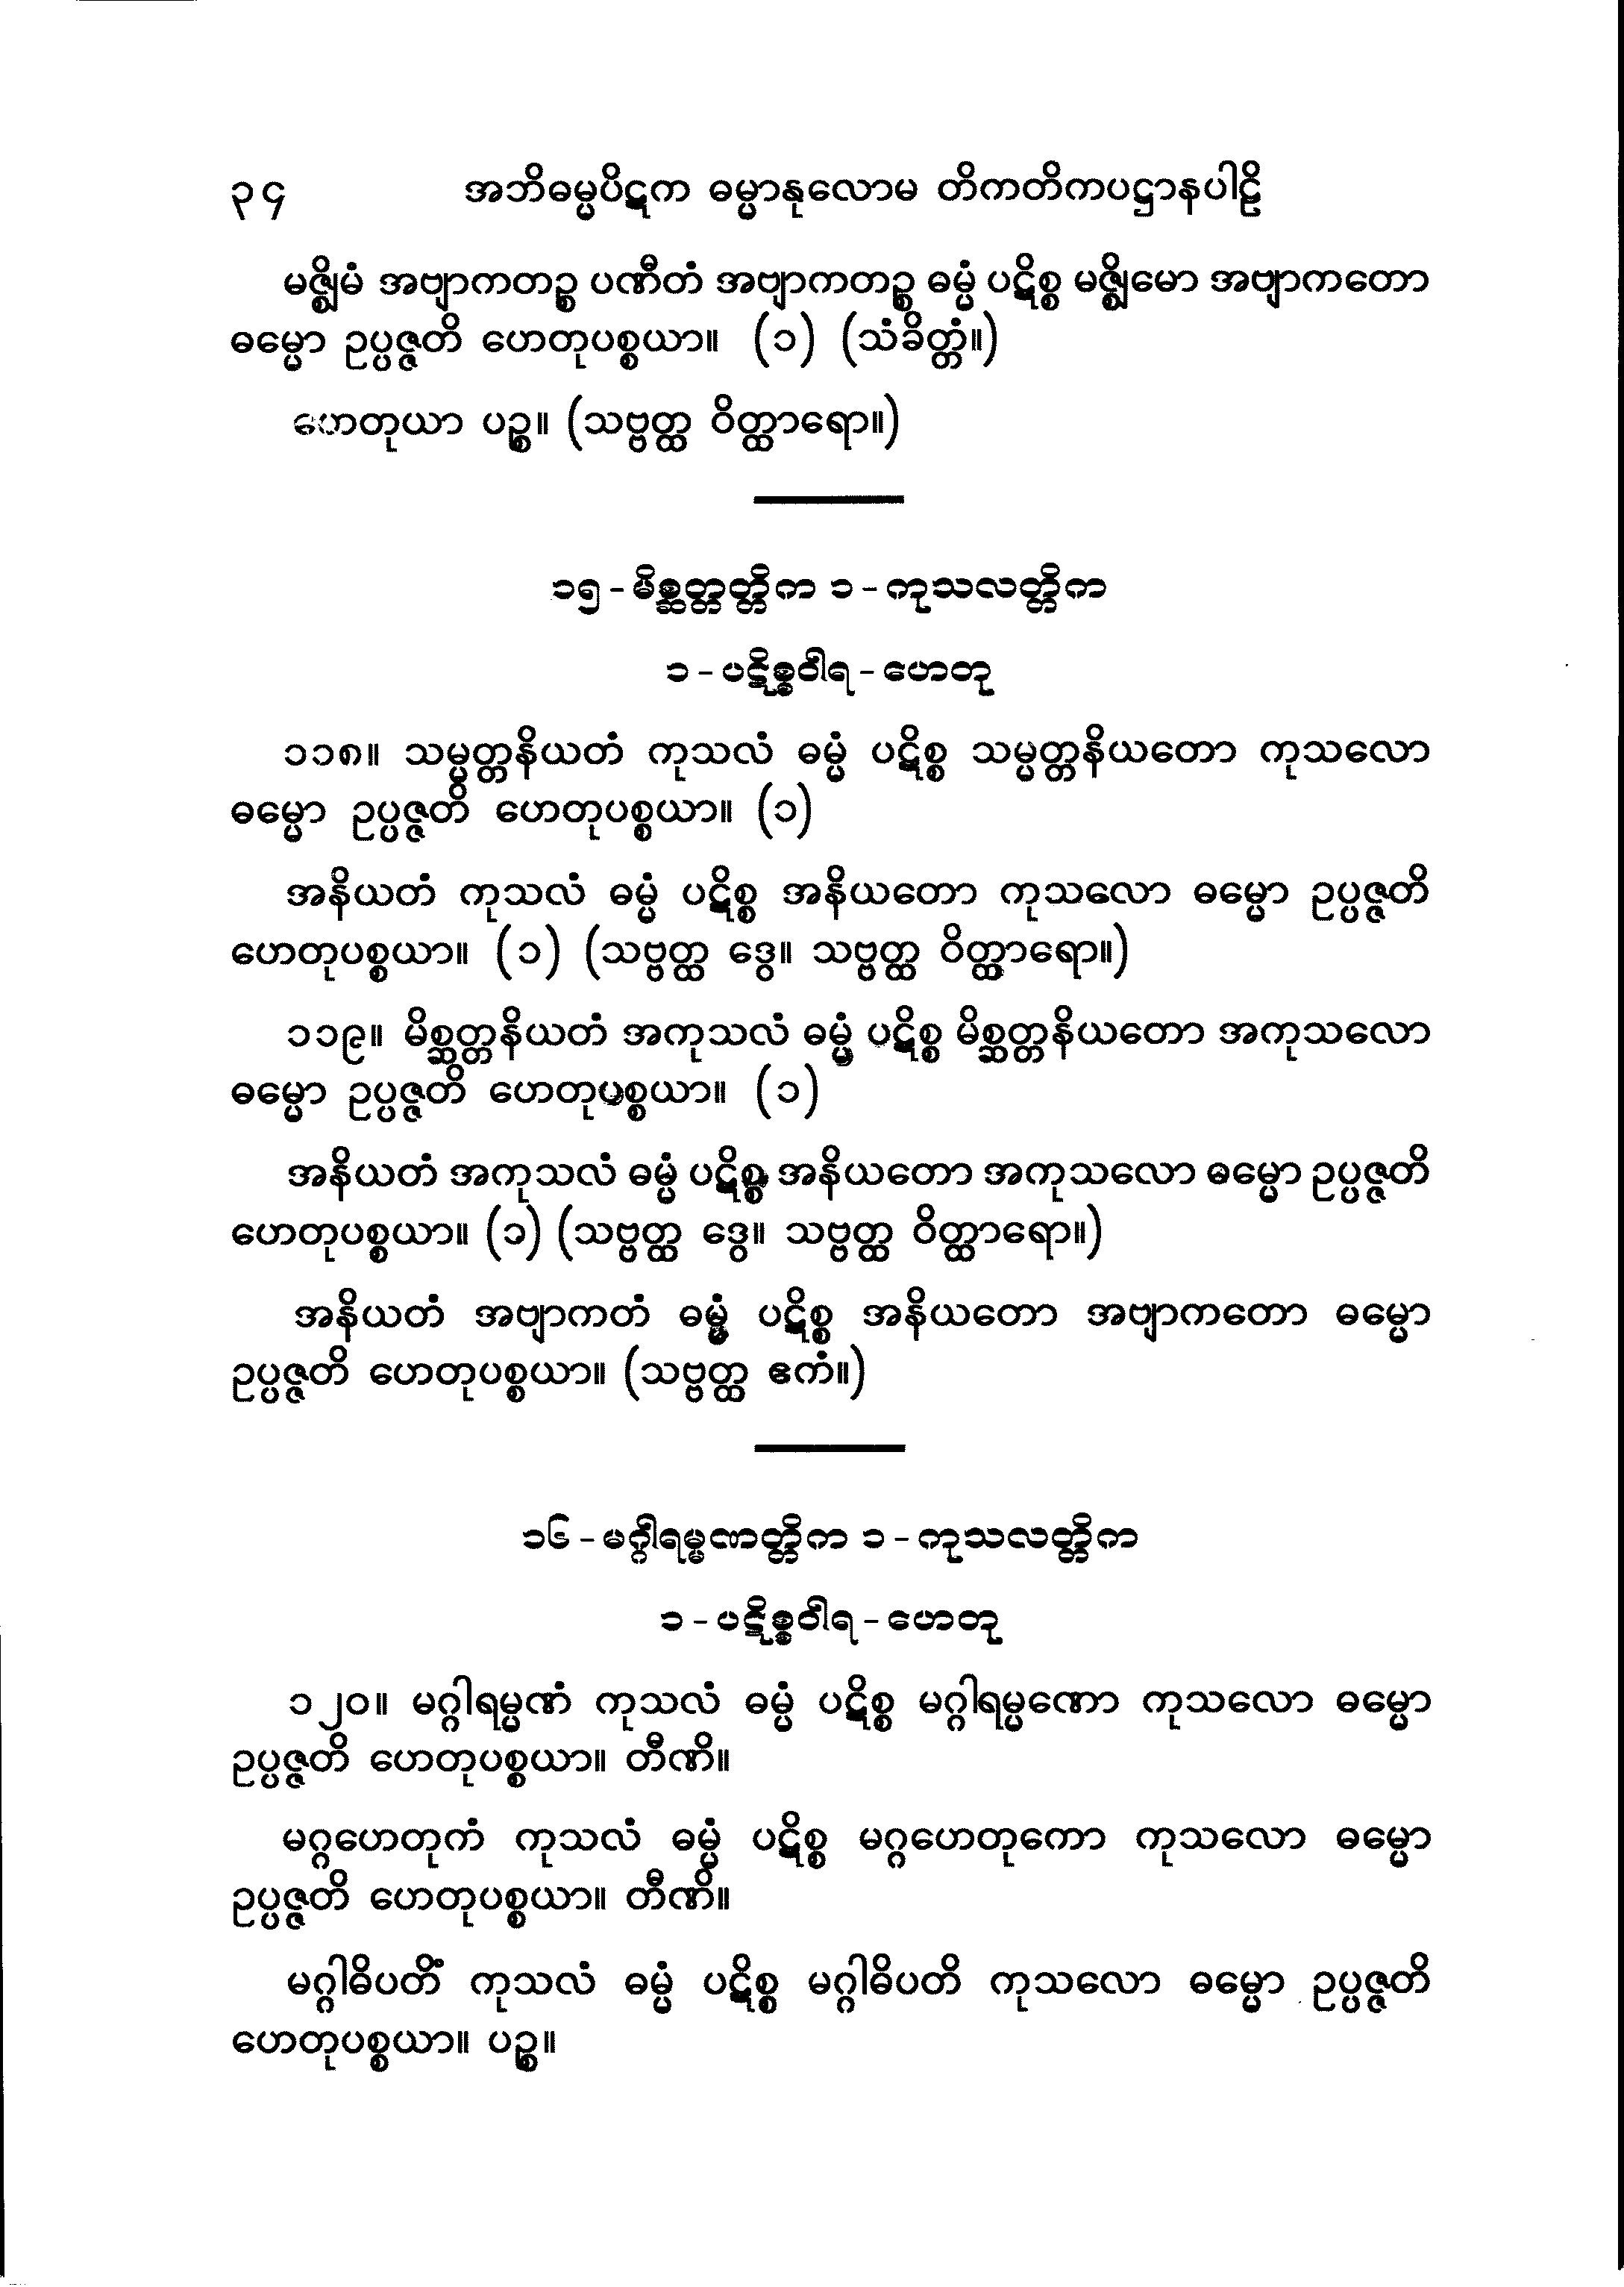 ၃၄ အဘိဓမ္မပိဋက ဓမ္မာနုလောမ တိကတိကပဋ္ဌာနပါဠိ
မဇ္ဈိမံ အဗျာကတဉ္စ ပဏီတံ အဗျာကတဉ္စ ဓမ္မံ ပဋိစ္စ မဇ္ဈိမော အဗျာကတော
ဓမ္မော ဥပ္ပဇ္ဇတိ ဟေတုပစ္စယာ။ (၁) (သံခိတ္တံ။)
ဟေတုယာ ပဉ္စ။ (သဗ္ဗတ္ထ ဝိတ္ထာရော။)
၁၅-မိစ္ဆတ္တတ္တိက ၁-ကုသလတ္တိက
၁-ပဋိစ္စဝါရ-ဟေတု
၁၁၈။ သမ္မတ္တနိယတံ ကုသလံ ဓမ္မံ ပဋိစ္စ သမ္မတ္တနိယတော ကုသလော
ဓမ္မော ဥပ္ပဇ္ဇတိ ဟေတုပစ္စယာ။ (၁)
အနိယတံ ကုသလံ ဓမ္မံ ပဋိစ္စ အနိယတော ကုသလော ဓမ္မော ဥပ္ပဇ္ဇတိ
ဟေတုပစ္စယာ။ (၁) (သဗ္ဗတ္ထ ဒွေ။ သဗ္ဗတ္ထ ဝိတ္ထာရော။)
၁၁၉။ မိစ္ဆတ္တနိယတံ အကုသလံ ဓမ္မံ ပဋိစ္စ မိစ္ဆတ္တနိယတော အကုသလော
ဓမ္မော ဥပ္ပဇ္ဇတိ ဟေတုပစ္စယာ။ (၁)
အနိယတံ အကုသလံ ဓမ္မံ ပဋိစ္စ အနိယတော အကုသလော ဓမ္မော ဥပ္ပဇ္ဇတိ
ဟေတုပစ္စယာ။ (၁) (သဗ္ဗတ္ထ ဒွေ။ သဗ္ဗတ္ထ ဝိတ္ထာရော။)
အနိယတံ အဗျာကတံ ဓမ္မံ ပဋိစ္စ အနိယတော အဗျာကတော ဓမ္မော
ဥပ္ပဇ္ဇတိ ဟေတုပစ္စယာ။ (သဗ္ဗတ္ထ ဧကံ။)
၁၆-မဂ္ဂါရမ္မဏတ္တိက ၁-ကုသလတ္တိက
၁-ပဋိစ္စဝါရ-ဟေတု
၁၂၀။ မဂ္ဂါရမ္မဏံ ကုသလံ ဓမ္မံ ပဋိစ္စ မဂ္ဂါရမ္မဏော ကုသလော ဓမ္မော
ဥပ္ပဇ္ဇတိ ဟေတုပစ္စယာ။ တီဏိ။
မဂ္ဂဟေတုကံ ကုသလံ ဓမ္မံ ပဋိစ္စ မဂ္ဂဟေတုကော ကုသလော ဓမ္မော
ဥပ္ပဇ္ဇတိ ဟေတုပစ္စယာ။ တီဏိ။
မဂ္ဂါဓိပတိံ ကုသလံ ဓမ္မံ ပဋိစ္စ မဂ္ဂါဓိပတိ ကုသလော ဓမ္မော ဥပ္ပဇ္ဇတိ
ဟေတုပစ္စယာ။ ပဉ္စ။